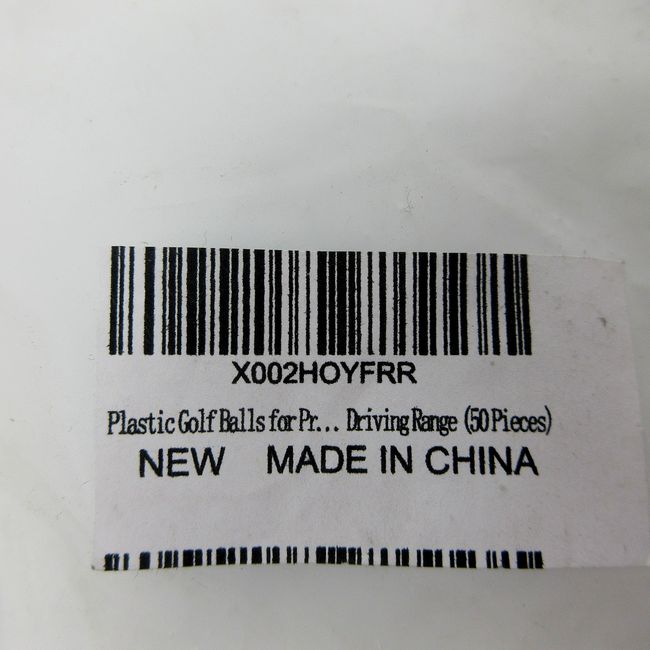 X002HOYFRR
Plastic Golf Balls for Pr... Driving Range (50 Pieces)
NEW MADE IN CHINA